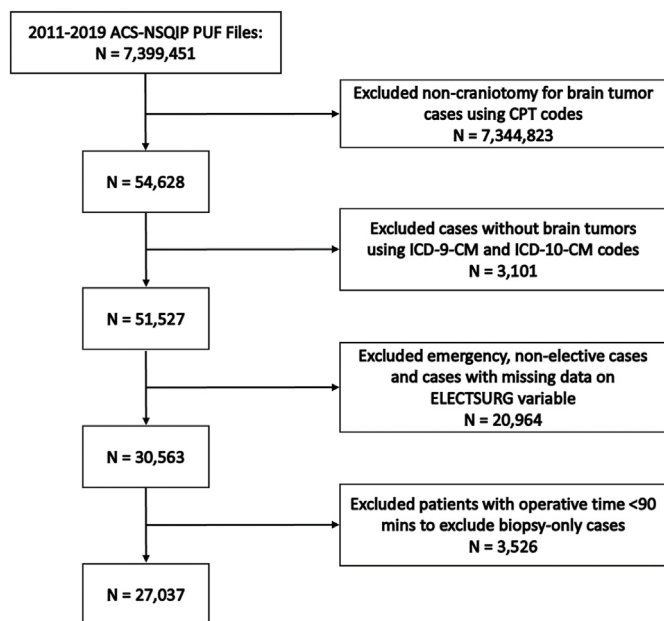 2011-2019 ACS-NSQIP PUF Files:
N = 7,399,451
Excluded non-craniotomy for brain tumor
cases using CPT codes
N = 7,344,823
N = 54,628
Excluded cases without brain tumors
using ICD-9-CM and ICD-10-CM codes
N = 3,101
N = 51,527
Excluded emergency, non-elective cases
and cases with missing data on
ELECTSURG variable
N = 20,964
N = 30,563
Excluded patients with operative time <90
mins to exclude biopsy-only cases
N = 3,526
N = 27,037